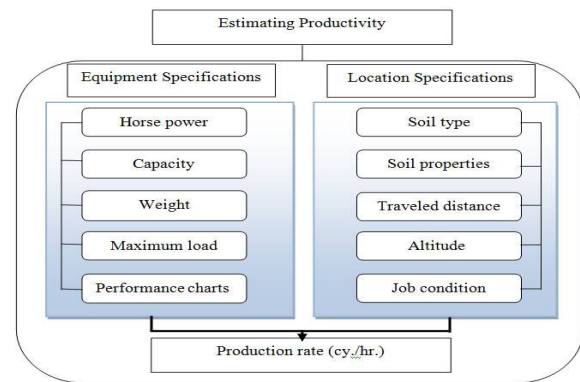 Estimating Productivity
Equipment Specifications
Horse power
Capacity
Weight
Maximum load
Performance charts
Location Specifications
Soil type
Soil properties
Traveled distance
Altitude
Job condition
Production rate (cy./hr.)